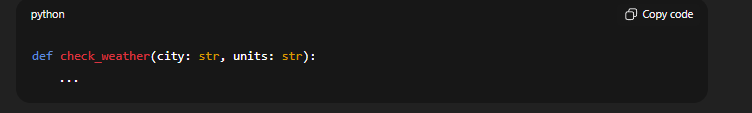 python Copy code
def check_weather(city: str, units: str):
    ...